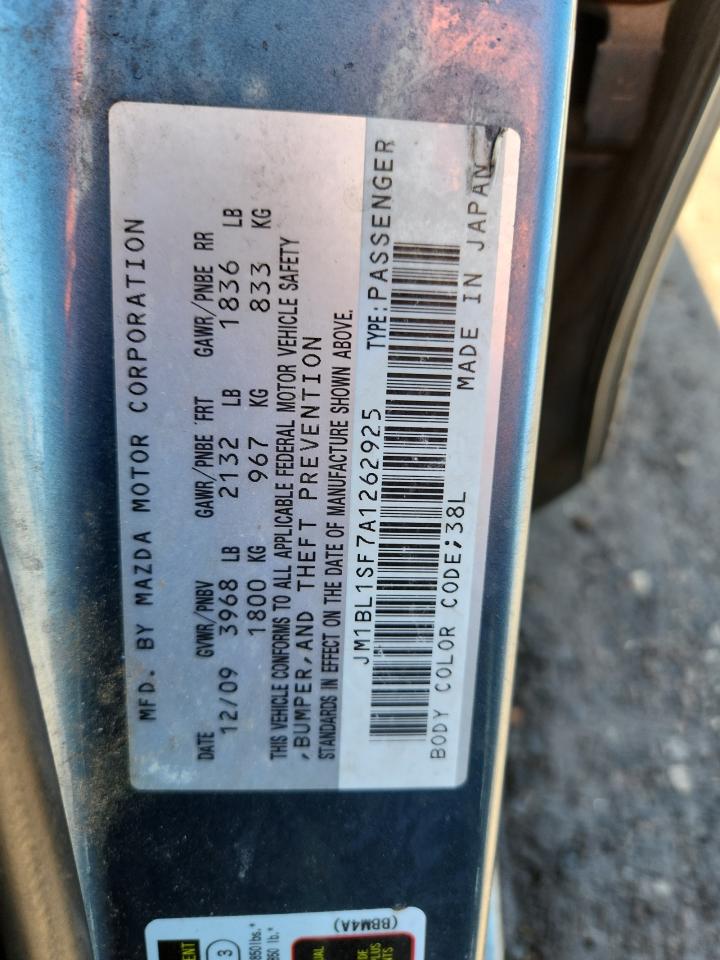 MFD. BY MAZDA MOTOR CORPORATION
DATE GVWR/PNBV GAWR/PNBE FRT GAWR/PNBE RR
12/09 3968 LB 2132 LB 1836 LB
1800 KG 967 KG 833 KG
THIS VEHICLE CONFORMS TO ALL APPLICABLE FEDERAL MOTOR VEHICLE SAFETY
,BUMPER,AND THEFT PREVENTION
STANDARDS IN EFFECT ON THE DATE OF MANUFACTURE SHOWN ABOVE.
JM1BL1SF7A1262925 TYPE:PASSENGER
BODY COLOR CODE;38L MADE IN JAPAN
(BBM4A)
3